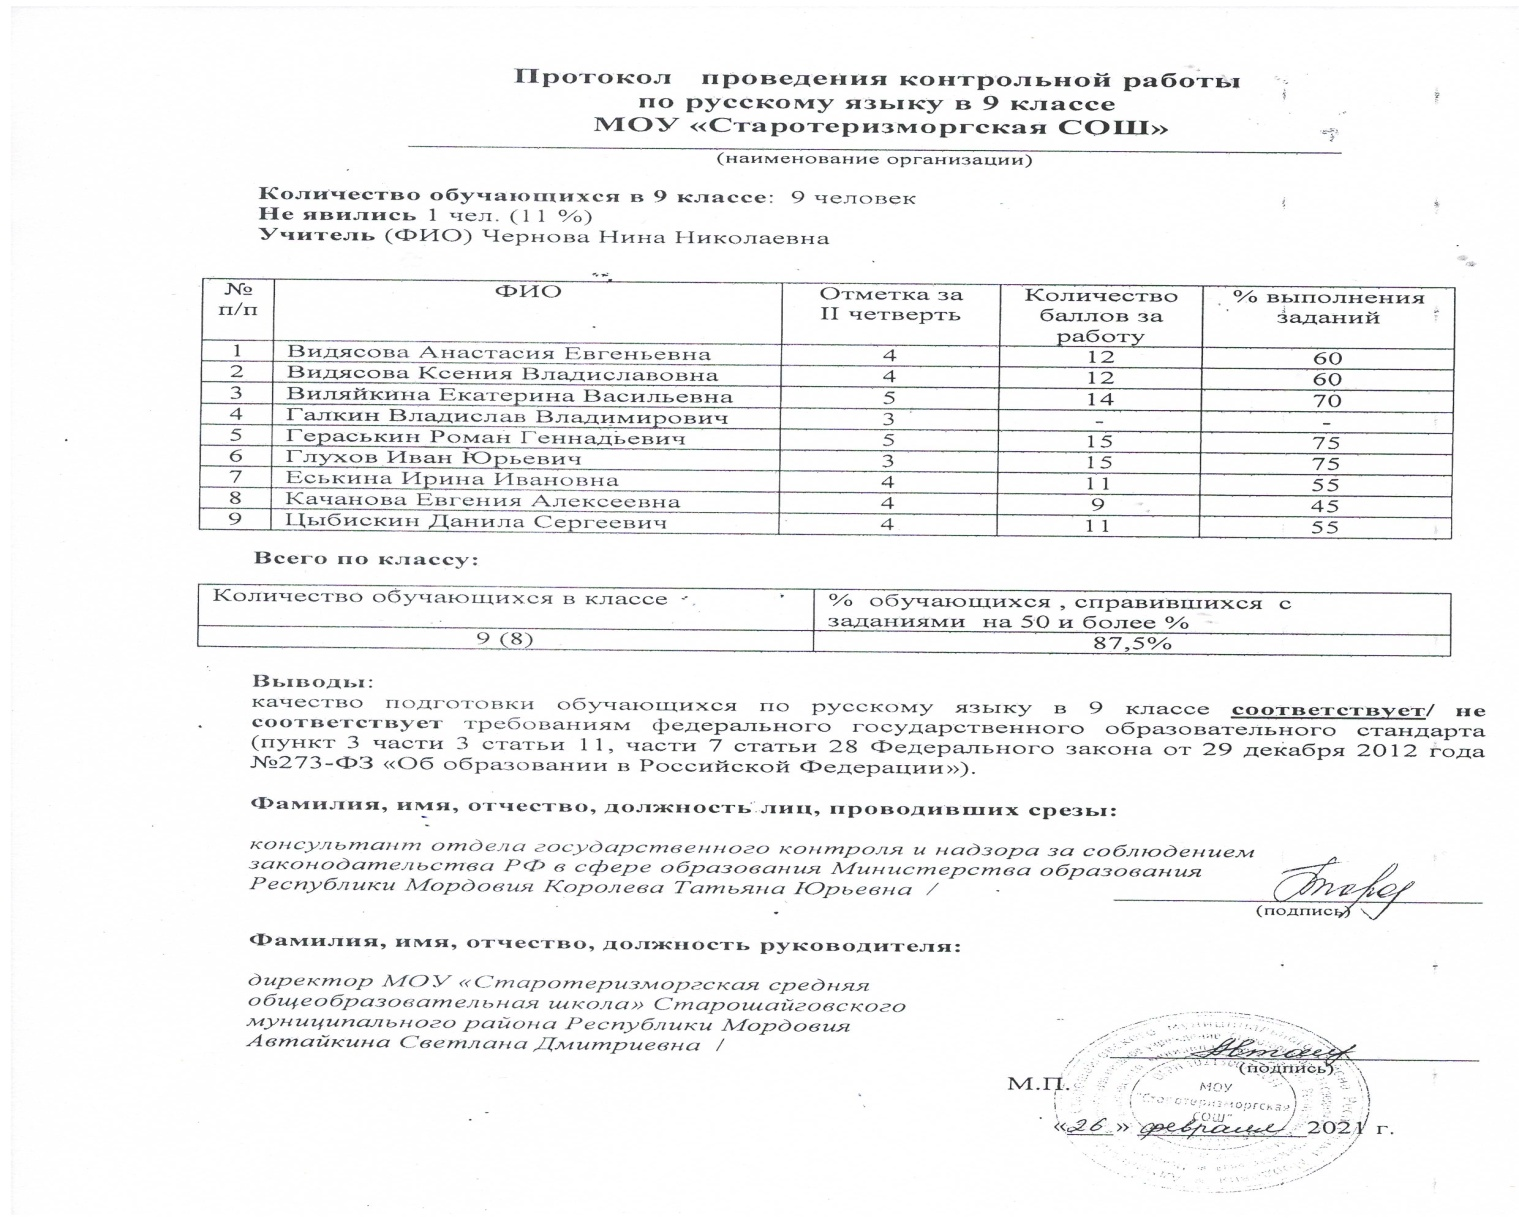 Протокол проведения контрольной работы
по русскому языку в 9 классе
МОУ «Старотеризморгская СОШ»
(наименование организации)
Количество обучающихся в 9 классе: 9 человек
Не явились 1 чел. (11 %)
Учитель (ФИО) Чернова Нина Николаевна
№ п/п ФИО Отметка за II четверть Количество баллов за работу % выполнения заданий
1 Видясова Анастасия Евгеньевна 4 12 60
2 Видясова Ксения Владиславовна 4 12 60
3 Виляйкина Екатерина Васильевна 5 14 70
4 Галкин Владислав Владимирович 3 - -
5 Гераськин Роман Геннадьевич 5 15 75
6 Глухов Иван Юрьевич 3 15 75
7 Еськина Ирина Ивановна 4 11 55
8 Качанова Евгения Алексеевна 4 9 45
9 Цыбискин Данила Сергеевич 4 11 55
Всего по классу:
Количество обучающихся в классе % обучающихся , справившихся с заданиями на 50 и более %
9 (8) 87,5%
Выводы:
качество подготовки обучающихся по русскому языку в 9 классе соответствует/ не
соответствует требованиям федерального государственного образовательного стандарта
(пункт 3 части 3 статьи 11, части 7 статьи 28 Федерального закона от 29 декабря 2012 года
№273-ФЗ «Об образовании в Российской Федерации»).
Фамилия, имя, отчество, должность лиц, проводивших срезы:
консультант отдела государственного контроля и надзора за соблюдением
законодательства РФ в сфере образования Министерства образования
Республики Мордовия Королева Татьяна Юрьевна /
(подпись)
Фамилия, имя, отчество, должность руководителя:
директор МОУ «Старотеризморгская средняя
общеобразовательная школа» Старошайговского
муниципального района Республики Мордовия
Автайкина Светлана Дмитриевна /
(подпись)
М.П.
МОУ
"Старотеризморгская
СОШ"
«26» февраля 2021 г.